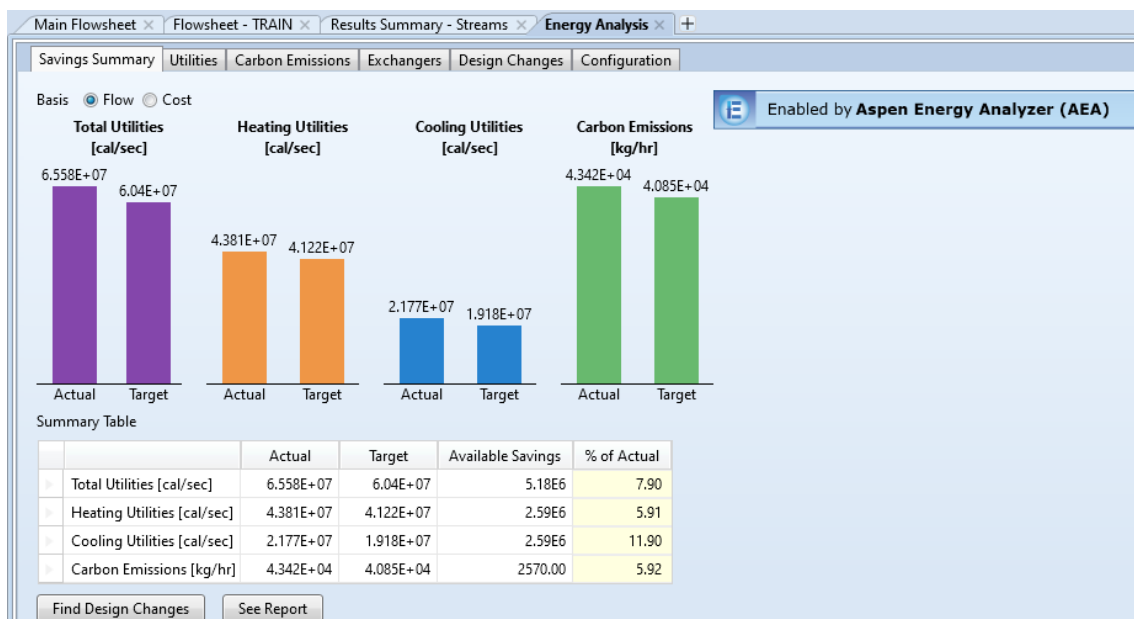 Main Flowsheet × Flowsheet - TRAIN × Results Summary - Streams × Energy Analysis × +
Savings Summary Utilities Carbon Emissions Exchangers Design Changes Configuration
Basis Flow Cost
Enabled by Aspen Energy Analyzer (AEA)
Total Utilities Heating Utilities Cooling Utilities Carbon Emissions
[cal/sec] [cal/sec] [cal/sec] [kg/hr]
6.558E+07 6.04E+07 4.381E+07 4.122E+07 2.177E+07 1.918E+07 4.342E+04 4.085E+04
Actual Target Actual Target Actual Target Actual Target
Summary Table
Actual Target Available Savings % of Actual
Total Utilities [cal/sec] 6.558E+07 6.04E+07 5.18E6 7.90
Heating Utilities [cal/sec] 4.381E+07 4.122E+07 2.59E6 5.91
Cooling Utilities [cal/sec] 2.177E+07 1.918E+07 2.59E6 11.90
Carbon Emissions [kg/hr] 4.342E+04 4.085E+04 2570.00 5.92
Find Design Changes See Report